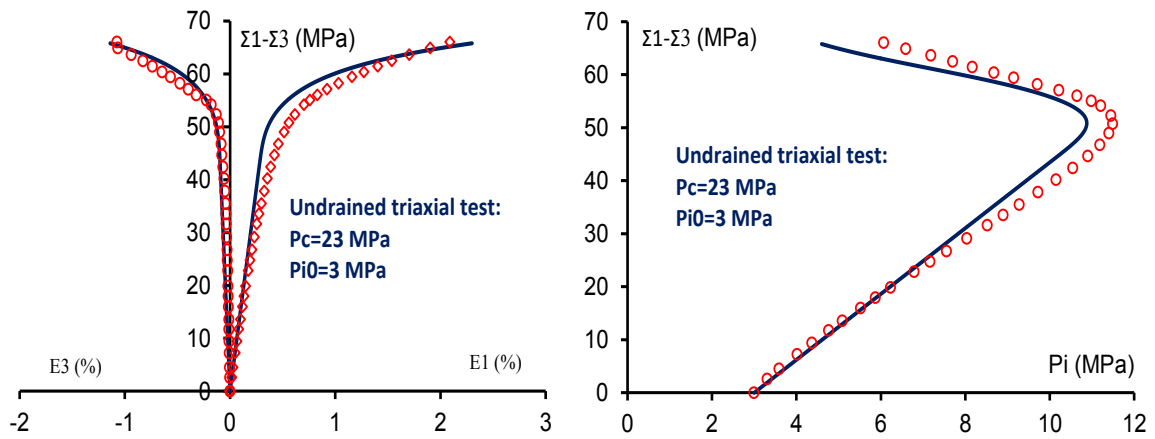 Σ1-Σ3 (MPa)
70
60
50
40
30
20
10
0
Undrained triaxial test:
Pc=23 MPa
Pi0=3 MPa
E3 (%)
E1 (%)
-2 -1 0 1 2 3
Σ1-Σ3 (MPa)
70
60
50
40
30
20
10
0
Undrained triaxial test:
Pc=23 MPa
Pi0=3 MPa
Pi (MPa)
0 2 4 6 8 10 12